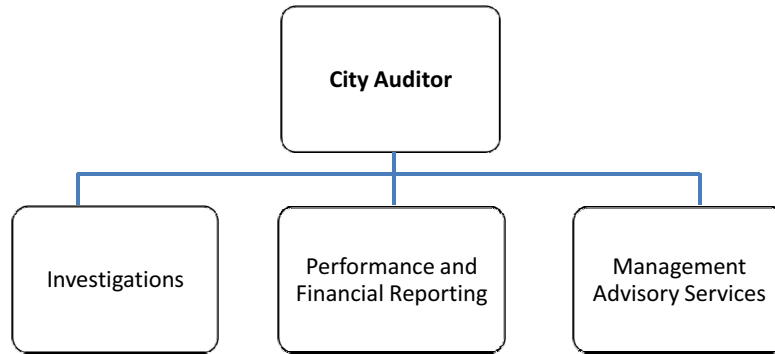 City Auditor
Investigations
Performance and
Financial Reporting
Management
Advisory Services